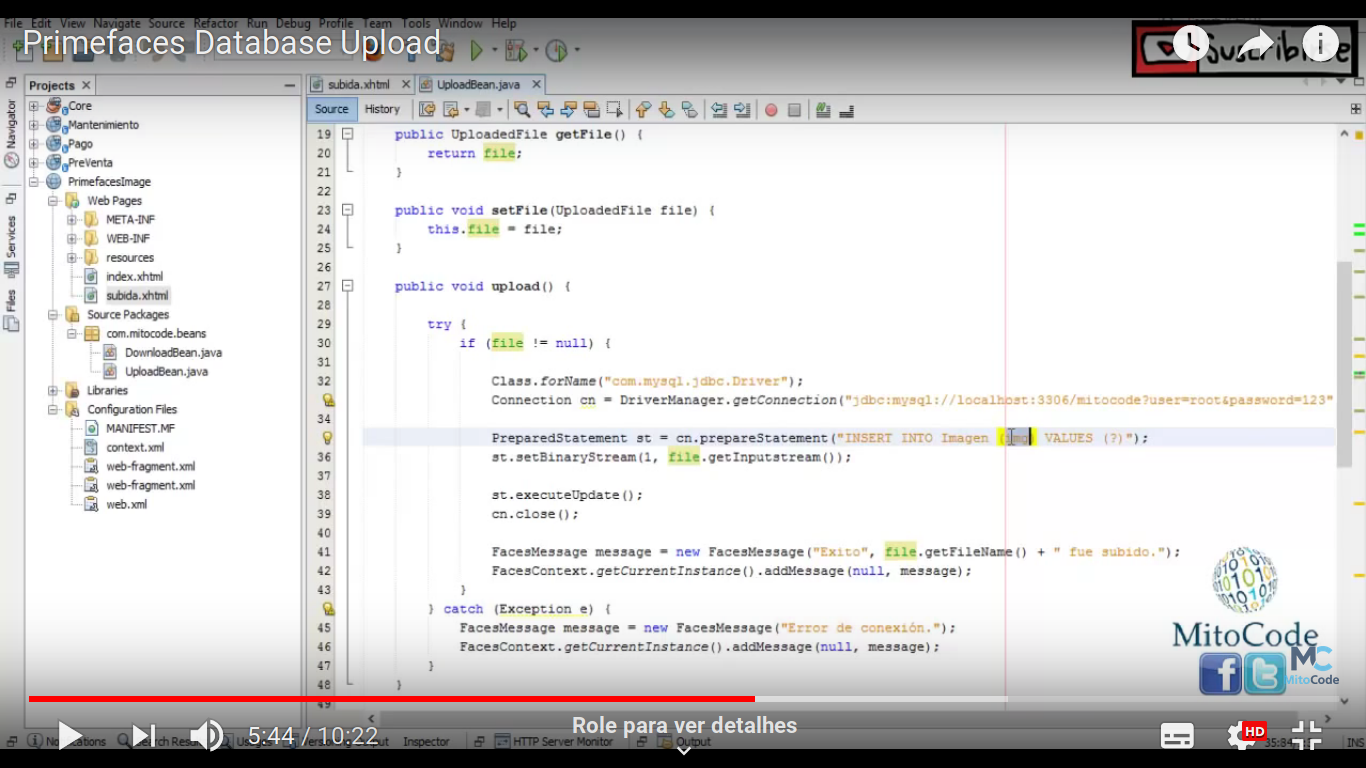 File Edit View Navigate Source Refactor Run Debug Profile Team Tools Window Help
Primefaces Database Upload
Suscribirse
Projects
subida.xhtml
UploadBean.java
Source History
Navigator
Services
Files
Core
Mantenimiento
Pago
PreVenta
PrimefacesImage
Web Pages
META-INF
WEB-INF
resources
index.xhtml
subida.xhtml
Source Packages
com.mitocode.beans
DownloadBean.java
UploadBean.java
Libraries
Configuration Files
MANIFEST.MF
context.xml
web-fragment.xml
web-fragment.xml
web.xml
19 public UploadedFile getFile() {
20 return file;
21 }
22
23 public void setFile(UploadedFile file) {
24 this.file = file;
25 }
26
27 public void upload() {
28
29 try {
30 if (file != null) {
31
32 Class.forName("com.mysql.jdbc.Driver");
Connection cn = DriverManager.getConnection("jdbc:mysql://localhost:3306/mitocode?user=root&password=123"
34
PreparedStatement st = cn.prepareStatement("INSERT INTO Imagen (img) VALUES (?)");
36 st.setBinaryStream(1, file.getInputstream());
37
38 st.executeUpdate();
39 cn.close();
40
41 FacesMessage message = new FacesMessage("Exito", file.getFileName() + " fue subido.");
42 FacesContext.getCurrentInstance().addMessage(null, message);
43 }
} catch (Exception e) {
45 FacesMessage message = new FacesMessage("Error de conexión.");
46 FacesContext.getCurrentInstance().addMessage(null, message);
47 }
48 }
49
MitoCode
MC
MitoCode
5:44 / 10:22
Role para ver detalhes
HD
Inspector
HTTP Server Monitor
Output
INS